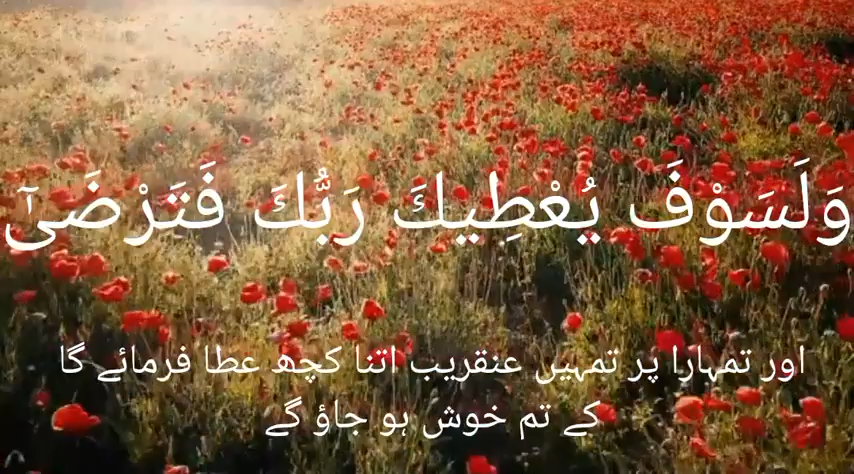 وَلَسَوْفَ يُعْطِيكَ رَبُّكَ فَتَرْضَىٰٓ
اور تمہارا پر تمہیں عنقریب اتنا کچھ عطا فرمائے گا
کے تم خوش ہو جاؤ گے